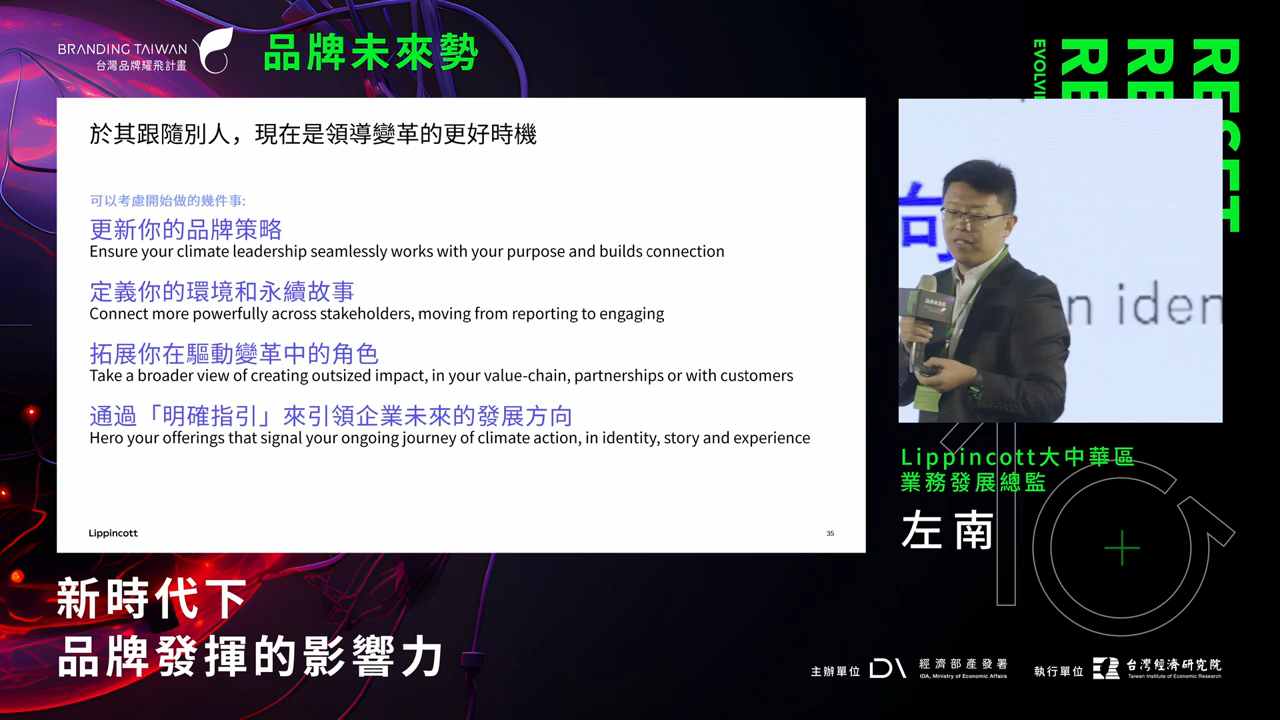 BRANDING TAIWAN
台灣品牌耀飛計畫
品牌未來勢
於其跟隨別人，現在是領導變革的更好時機
可以考慮開始做的幾件事:
更新你的品牌策略
Ensure your climate leadership seamlessly works with your purpose and builds connection
定義你的環境和永續故事
Connect more powerfully across stakeholders, moving from reporting to engaging
拓展你在驅動變革中的角色
Take a broader view of creating outsized impact, in your value-chain, partnerships or with customers
通過「明確指引」來引領企業未來的發展方向
Hero your offerings that signal your ongoing journey of climate action, in identity, story and experience
Lippincott
35
RESET
RE
RE
向
n iden
品牌未來勢
Lippincott大中華區
業務發展總監
左南
新時代下
品牌發揮的影響力
主辦單位
經濟部產發署
IDA, Ministry of Economic Affairs
執行單位
台灣經濟研究院
Taiwan Institute of Economic Research